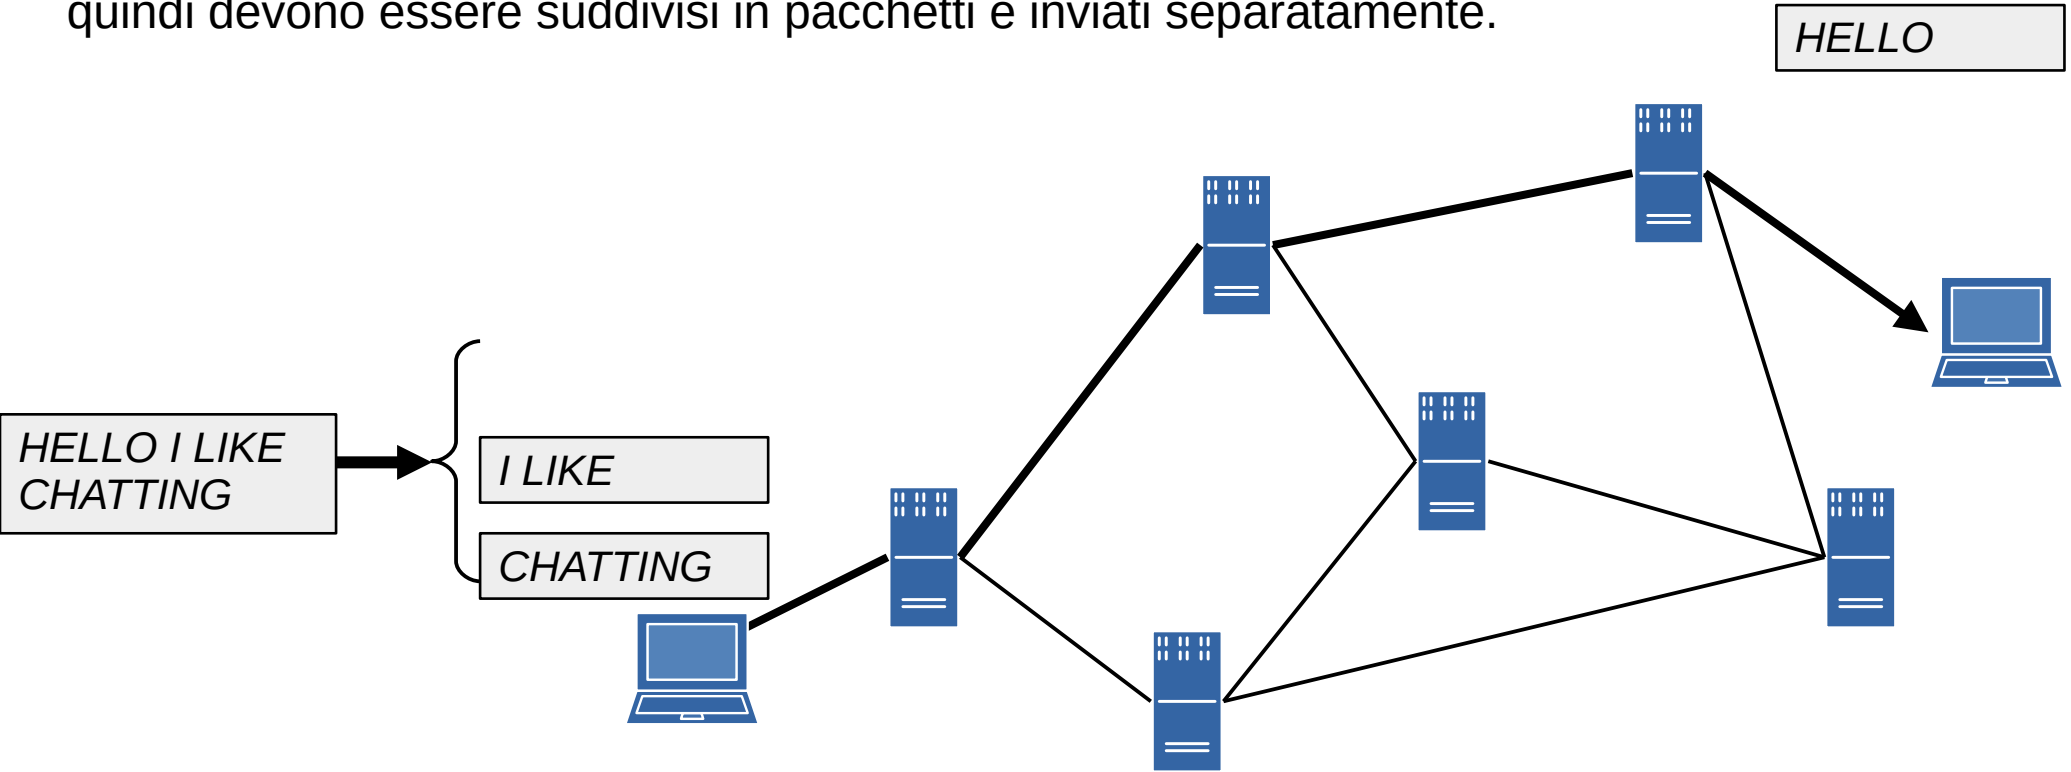 quindi devono essere suddivisi in pacchetti e inviati separatamente.
HELLO
HELLO I LIKE
CHATTING
I LIKE
CHATTING